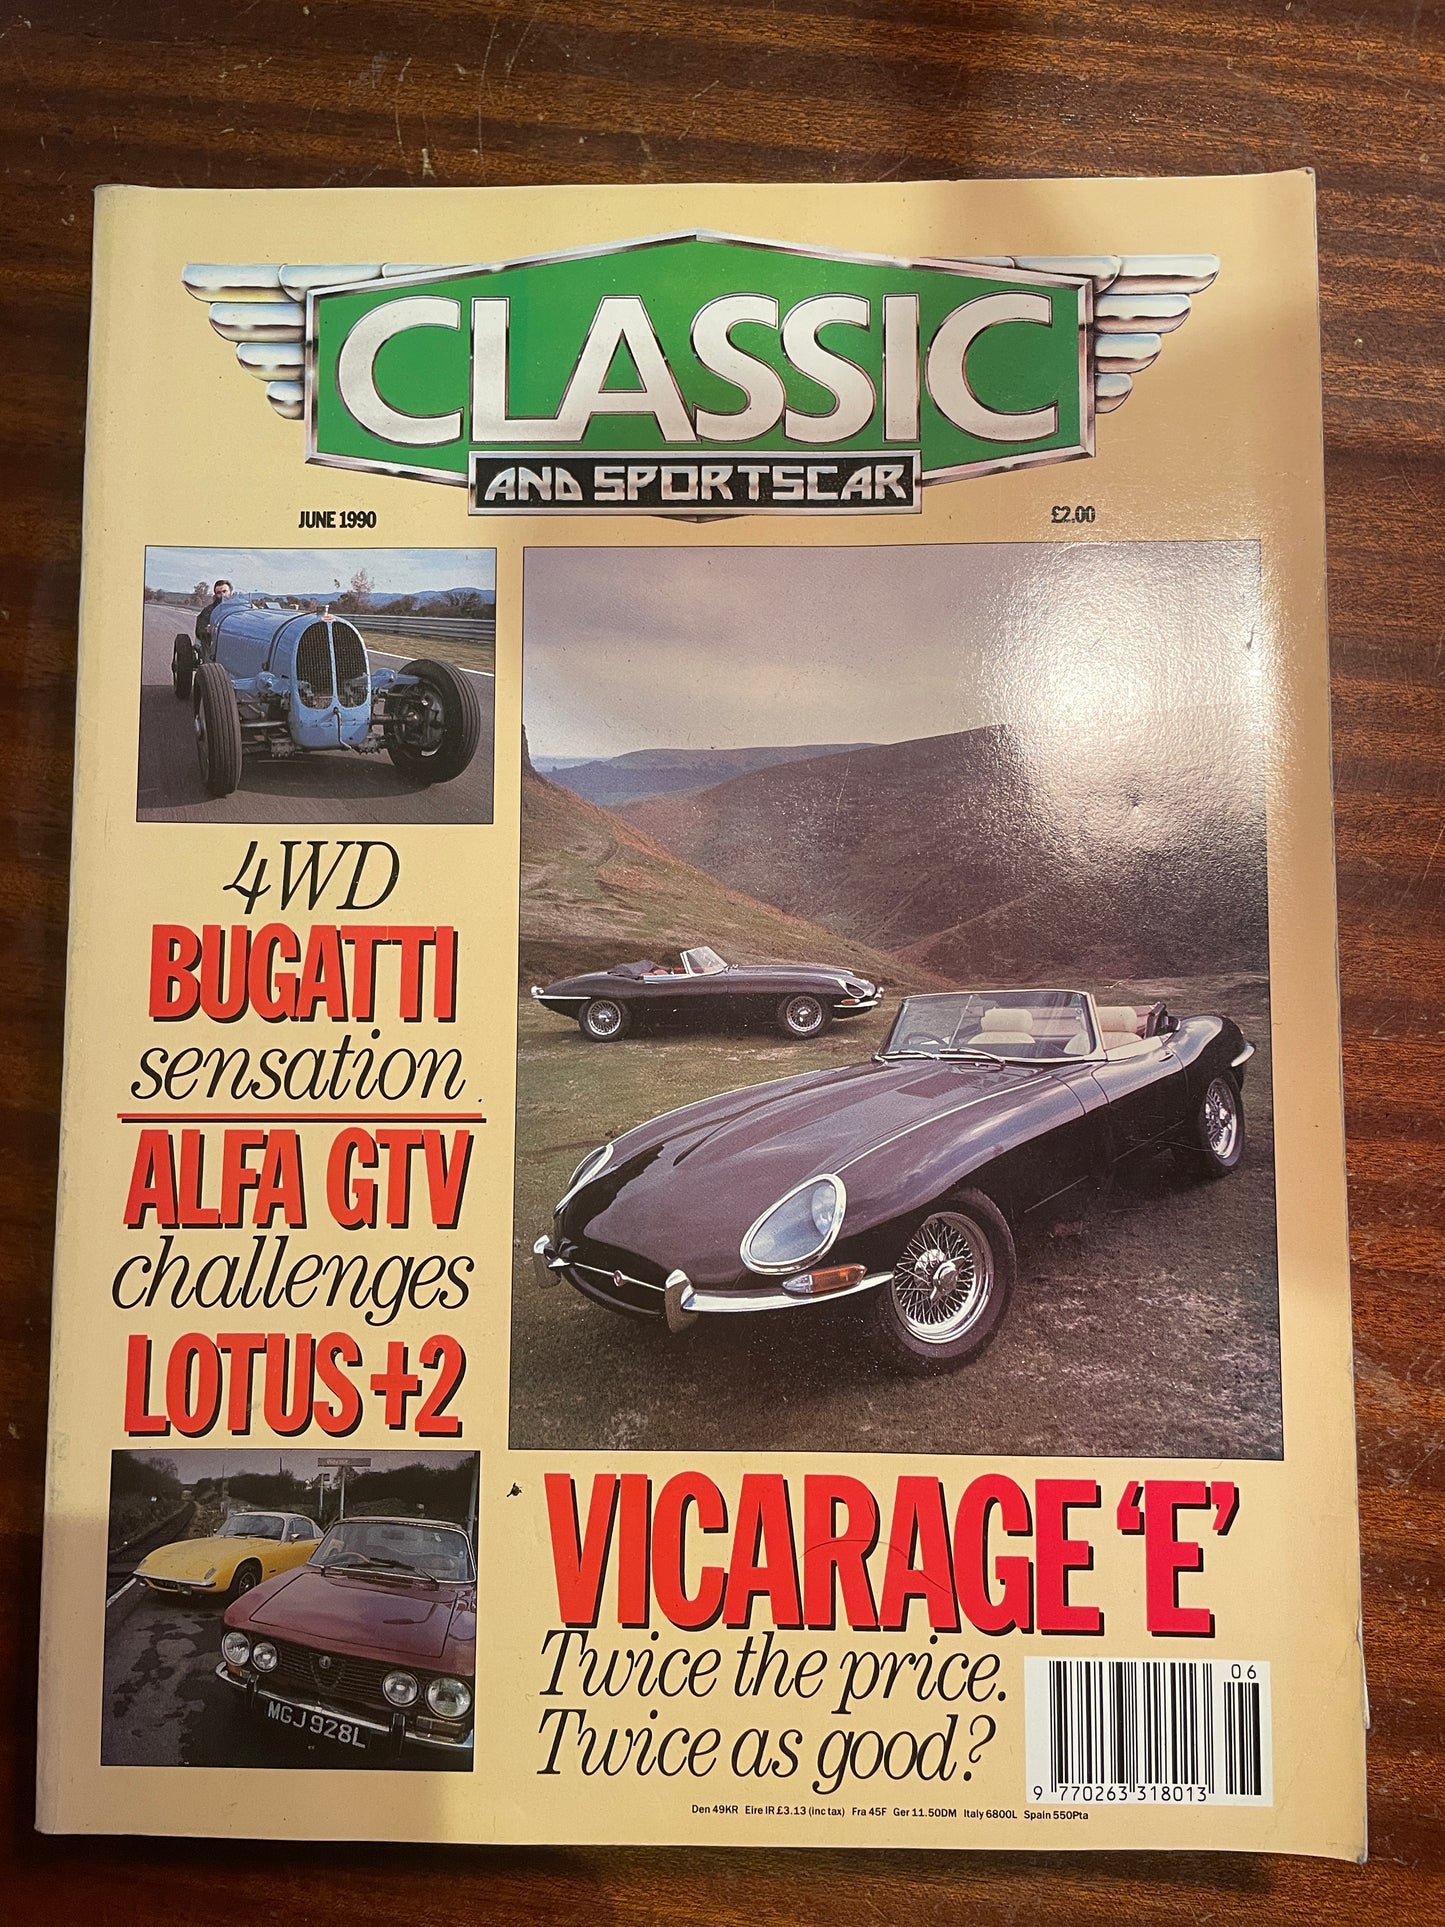 CLASSIC
AND SPORTSCAR
JUNE 1990
£2.00
4WD
BUGATTI
sensation
ALFA GTV
challenges
LOTUS +2
MGJ 928L
VICARAGE ‘E’
Twice the price.
Twice as good?
06
9 770263 318013
Den 49KR Eire IR£3.13 (inc tax) Fra 45F Ger 11.50DM Italy 6800L Spain 550Pta